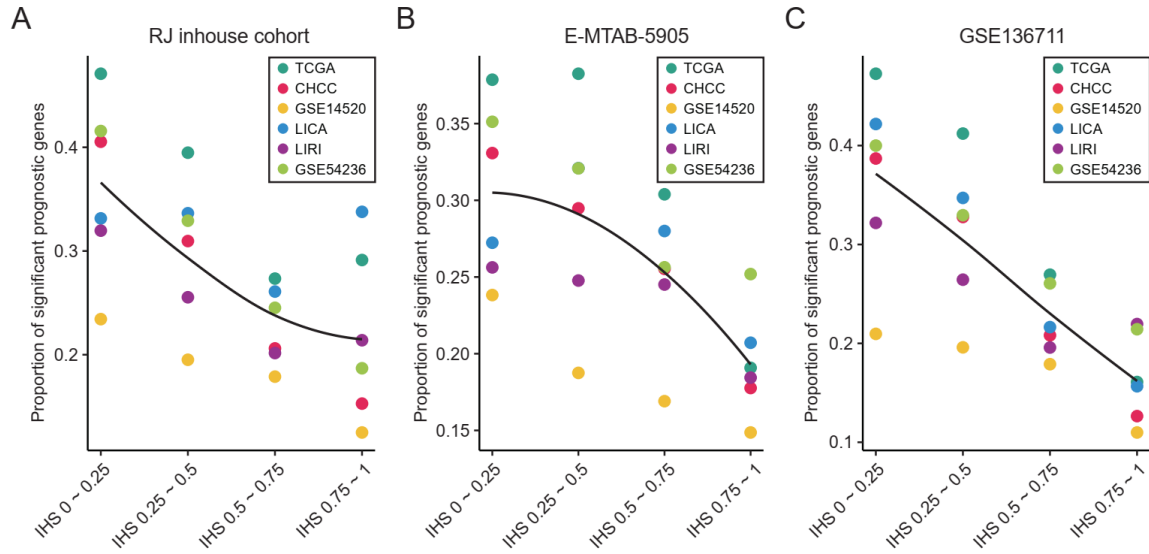 A
RJ inhouse cohort
Proportion of significant prognostic genes
0.4
0.3
0.2
TCGA
CHCC
GSE14520
LICA
LIRI
GSE54236
IHS 0 ~ 0.25
IHS 0.25 ~ 0.5
IHS 0.5 ~ 0.75
IHS 0.75 ~ 1
B
E-MTAB-5905
Proportion of significant prognostic genes
0.35
0.30
0.25
0.20
0.15
TCGA
CHCC
GSE14520
LICA
LIRI
GSE54236
IHS 0 ~ 0.25
IHS 0.25 ~ 0.5
IHS 0.5 ~ 0.75
IHS 0.75 ~ 1
C
GSE136711
Proportion of significant prognostic genes
0.4
0.3
0.2
0.1
TCGA
CHCC
GSE14520
LICA
LIRI
GSE54236
IHS 0 ~ 0.25
IHS 0.25 ~ 0.5
IHS 0.5 ~ 0.75
IHS 0.75 ~ 1